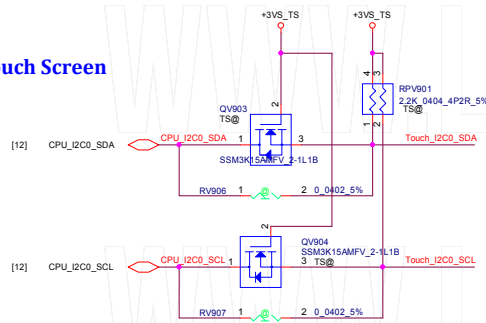 +3VS_TS +3VS_TS
ouch Screen
4 3
2 RPV901
QV903 2.2K_0404_4P2R_5%
TS@ TS@
1 2
[12] CPU_I2C0_SDA CPU_I2C0_SDA 1 3 Touch_I2C0_SDA
SSM3K15AMFV_2-1L1B
RV906 1 @ 2 0_0402_5%
2
QV904
SSM3K15AMFV_2-1L1B
[12] CPU_I2C0_SCL CPU_I2C0_SCL 1 3 TS@ Touch_I2C0_SCL
RV907 1 @ 2 0_0402_5%